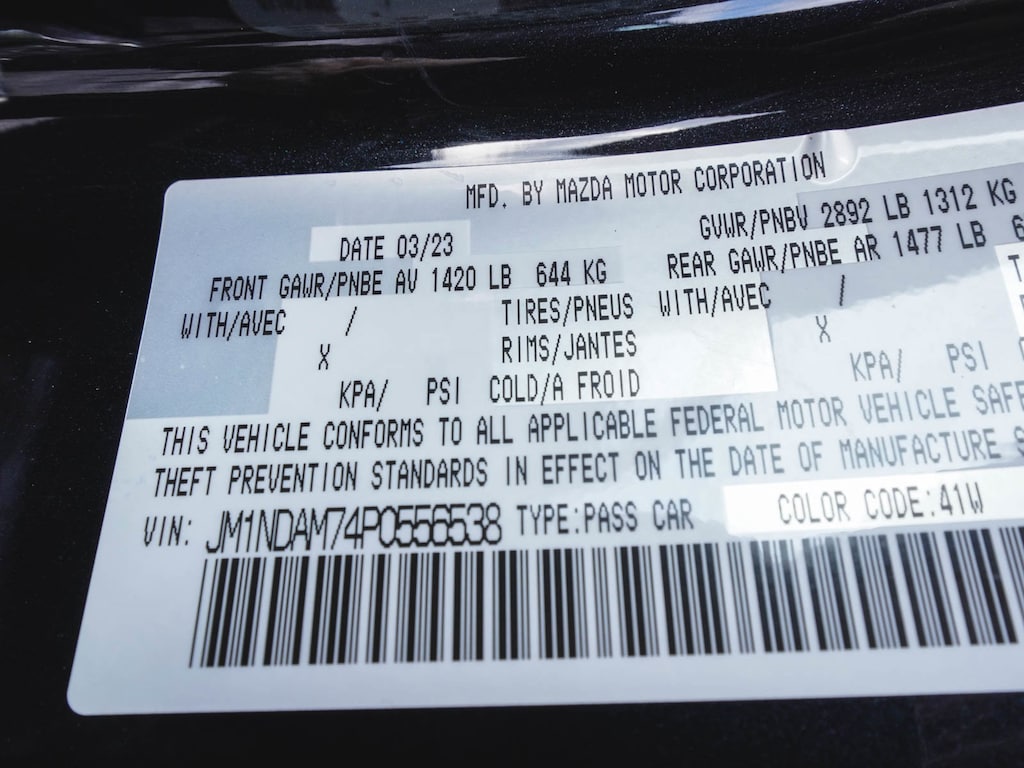 MFD. BY MAZDA MOTOR CORPORATION
DATE 03/23 GVWR/PNBV 2892 LB 1312 KG
FRONT GAWR/PNBE AV 1420 LB 644 KG REAR GAWR/PNBE AR 1477 LB
WITH/AVEC / TIRES/PNEUS WITH/AVEC /
X RIMS/JANTES X
KPA/ PSI COLD/A FROID KPA/ PSI
THIS VEHICLE CONFORMS TO ALL APPLICABLE FEDERAL MOTOR VEHICLE
THEFT PREVENTION STANDARDS IN EFFECT ON THE DATE OF MANUFACTURE
VIN: JM1NDAM74P0556538 TYPE:PASS CAR COLOR CODE:41W